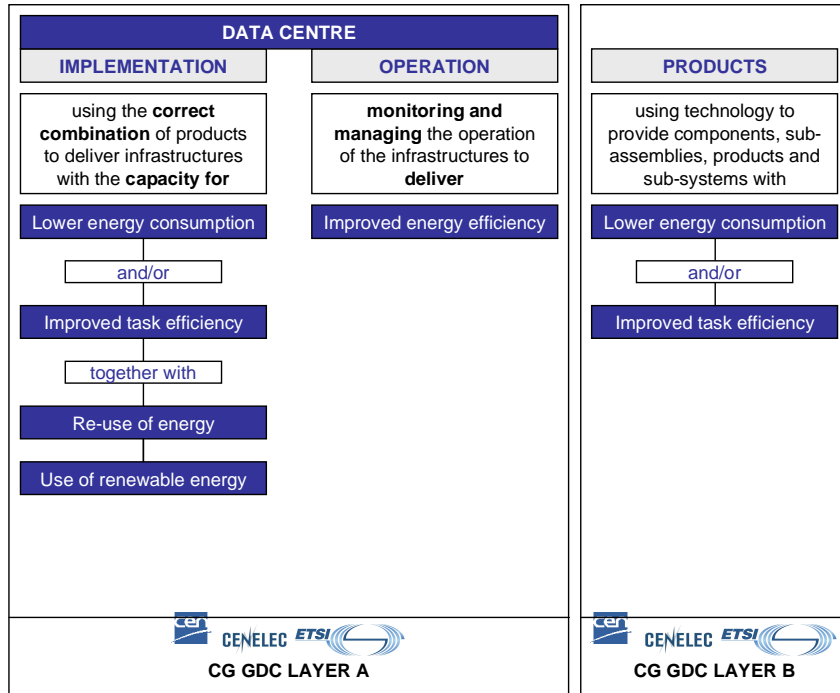 DATA CENTRE
IMPLEMENTATION
using the correct
combination of products
to deliver infrastructures
with the capacity for
Lower energy consumption
and/or
Improved task efficiency
together with
Re-use of energy
Use of renewable energy
OPERATION
monitoring and
managing the operation
of the infrastructures to
deliver
Improved energy efficiency
cen
CENELEC
ETSI
CG GDC LAYER A
PRODUCTS
using technology to
provide components, sub-
assemblies, products and
sub-systems with
Lower energy consumption
and/or
Improved task efficiency
cen
CENELEC
ETSI
CG GDC LAYER B